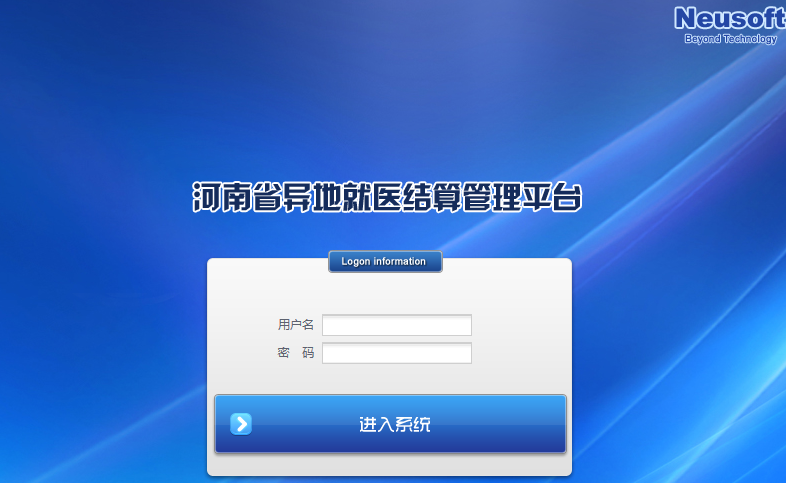 Neusoft
Beyond Technology
河南省异地就医结算管理平台
Logon information
用户名
密 码
进入系统